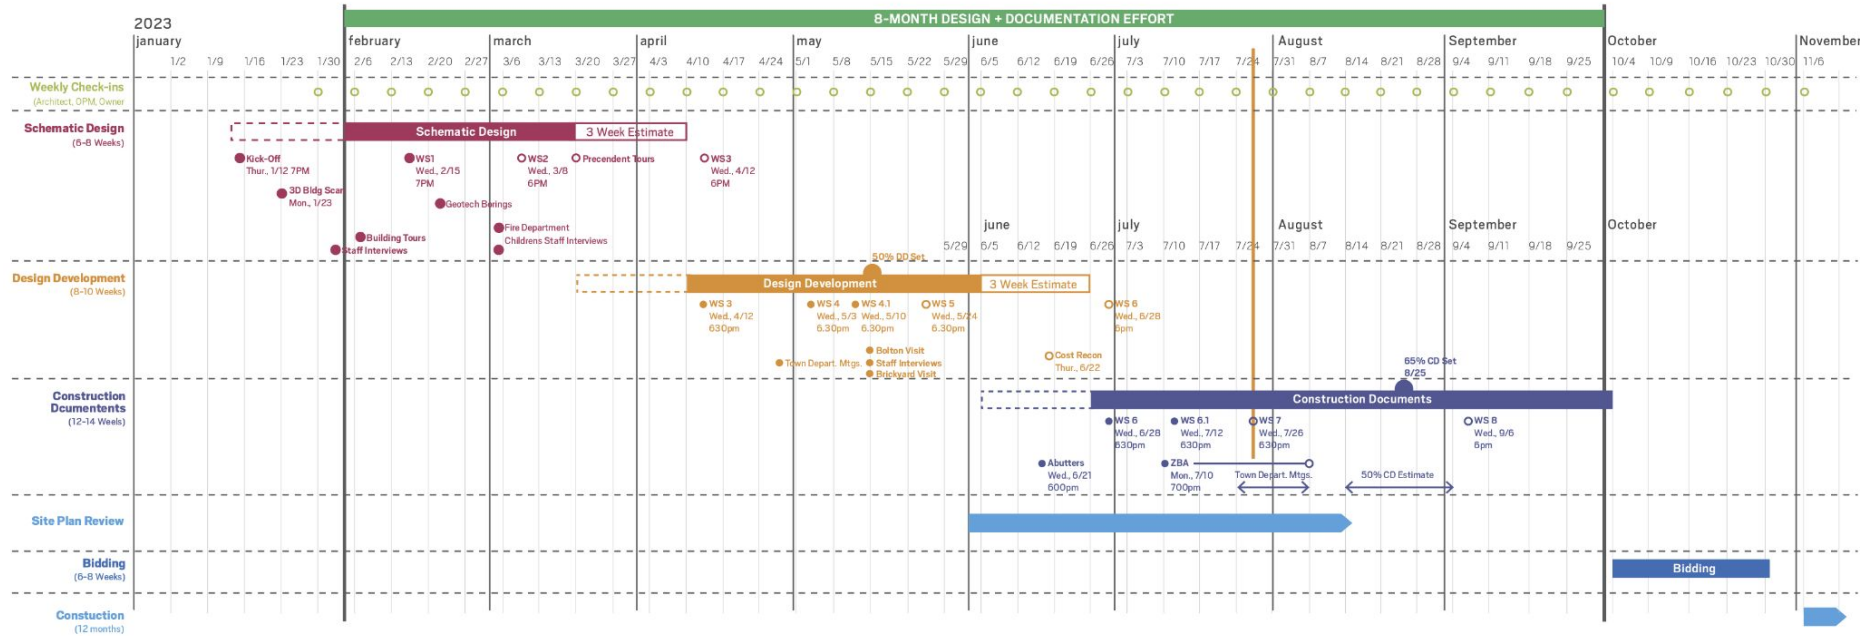 8-MONTH DESIGN + DOCUMENTATION EFFORT
2023
january february march april may june july August September October November
1/2 1/9 1/16 1/23 1/30 2/6 2/13 2/20 2/27 3/6 3/13 3/20 3/27 4/3 4/10 4/17 4/24 5/1 5/8 5/15 5/22 5/29 6/5 6/12 6/19 6/26 7/3 7/10 7/17 7/24 7/31 8/7 8/14 8/21 8/28 9/4 9/11 9/18 9/25 10/4 10/9 10/16 10/23 10/30 11/6
Weekly Check-ins
(Architect, OPM, Owner
Schematic Design
(6-8 Weeks)
Schematic Design 3 Week Estimate
Kick-Off
Thur., 1/12 7PM
WS1
Wed., 2/15
7PM
WS2
Wed., 3/8
6PM
Precendent Tours
WS3
Wed., 4/12
6PM
3D Bldg Scan
Mon., 1/23
Geotech Borings
Fire Department
Childrens Staff Interviews
Building Tours
Staff Interviews
june july August September October
5/29 6/5 6/12 6/19 6/26 7/3 7/10 7/17 7/24 7/31 8/7 8/14 8/21 8/28 9/4 9/11 9/18 9/25
Design Development
(8-10 Weeks)
50% DD Set
Design Development 3 Week Estimate
WS 3
Wed., 4/12
630pm
WS 4
Wed., 5/3
6.30pm
WS 4.1
Wed., 5/10
6.30pm
WS 5
Wed., 5/24
6.30pm
WS 6
Wed., 6/28
6pm
Bolton Visit
Town Depart. Mtgs.
Staff Interviews
Brickyard Visit
Cost Recon
Thur., 6/22
Construction
Dcumentents
(12-14 Weels)
65% CD Set
8/25
Construction Documents
WS 6
Wed., 6/28
630pm
WS 6.1
Wed., 7/12
630pm
WS 7
Wed., 7/26
630pm
WS 8
Wed., 9/6
6pm
Abutters
Wed., 6/21
600pm
ZBA
Mon., 7/10
700pm
Town Depart. Mtgs.
50% CD Estimate
Site Plan Review
Bidding
(6-8 Weeks)
Bidding
Constuction
(12 months)